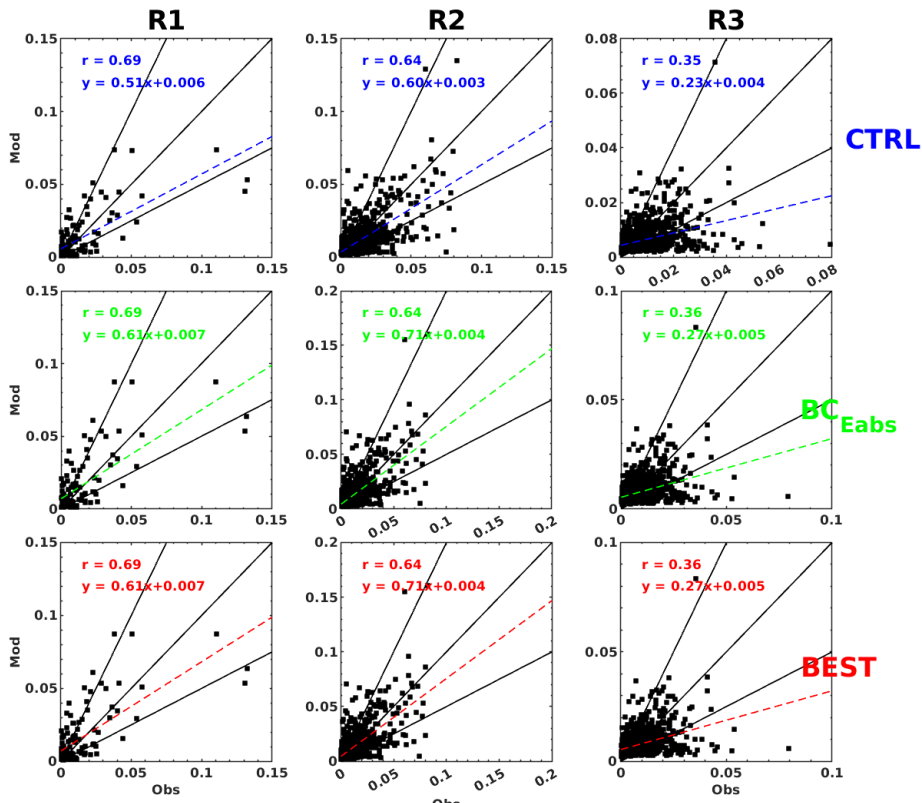 R1 R2 R3
0.15 0.15 0.08
r = 0.69 r = 0.64 r = 0.35
y = 0.51x+0.006 y = 0.60x+0.003 y = 0.23x+0.004
0.1 0.1 0.06
Mod
CTRL
0.04
0.05 0.05
0.02
0 0 0
0 0.05 0.1 0.15 0 0.05 0.1 0.15 0 0.02 0.04 0.06 0.08
0.15 0.2 0.1
r = 0.69 r = 0.64 r = 0.36
y = 0.61x+0.007 y = 0.71x+0.004 y = 0.27x+0.005
0.15
0.1
Mod
0.1 0.05
BC Eabs
0.05
0.05
0 0 0
0 0.05 0.1 0.15 0 0.05 0.1 0.15 0.2 0 0.05 0.1
0.15 0.2 0.1
r = 0.69 r = 0.64 r = 0.36
y = 0.61x+0.007 y = 0.71x+0.004 y = 0.27x+0.005
0.15
0.1
Mod
0.1 0.05
BEST
0.05
0.05
0 0 0
0 0.05 0.1 0.15 0 0.05 0.1 0.15 0.2 0 0.05 0.1
Obs Obs Obs